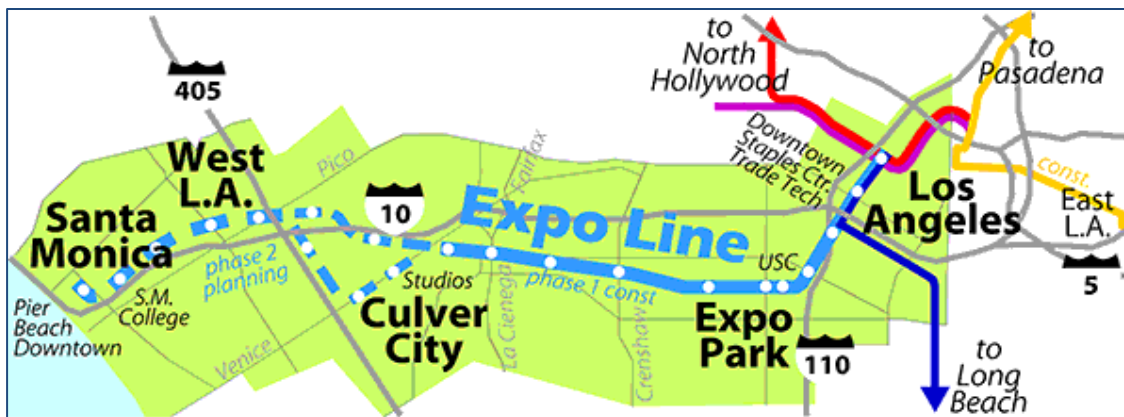 to
North
Hollywood
to
Pasadena
405
West
L.A.
Pico
Fairfax
Downtown
Staples Ctr.
Trade Tech
const.
Los
Angeles
East
L.A.
10
Expo Line
Santa
Monica
phase 2
planning
USC
5
Studios
phase 1 const
S.M.
College
Pier
Beach
Downtown
Culver
City
La Cienega
Expo
Park
Venice
Crenshaw
110
to
Long
Beach